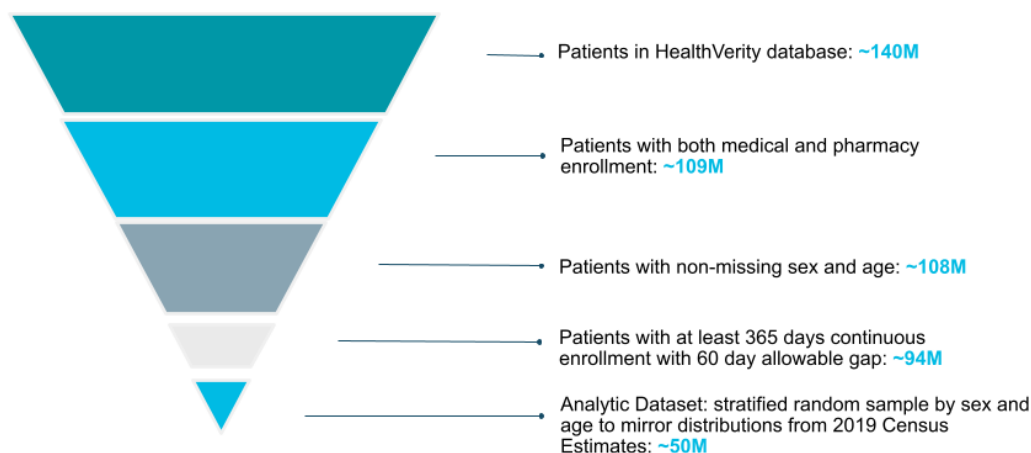 Patients in HealthVerity database: ~140M
Patients with both medical and pharmacy
enrollment: ~109M
Patients with non-missing sex and age: ~108M
Patients with at least 365 days continuous
enrollment with 60 day allowable gap: ~94M
Analytic Dataset: stratified random sample by sex and
age to mirror distributions from 2019 Census
Estimates: ~50M